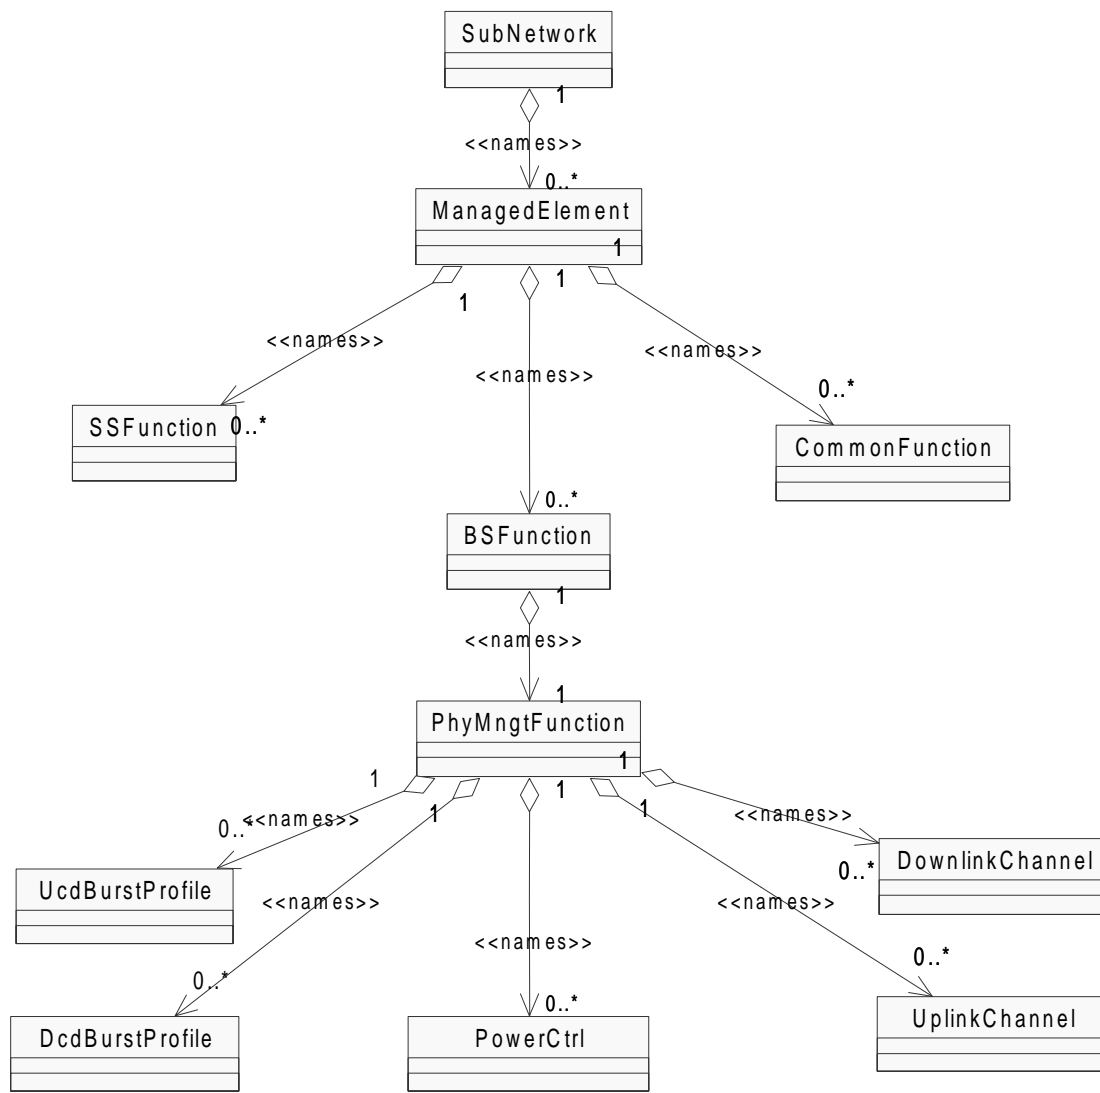 SubNetwork
1
<<names>>
0..*
ManagedElement
1
1
1
<<names>>
<<names>>
<<names>>
0..*
SSFunction
0..*
CommonFunction
0..*
BSFunction
1
<<names>>
1
PhyMngtFunction
1
1
1
1
1
<<names>>
<<names>>
0..*
0..*
DownlinkChannel
UcdBurstProfile
<<names>>
<<names>>
<<names>>
0..*
0..*
0..*
UplinkChannel
DcdBurstProfile
PowerCtrl